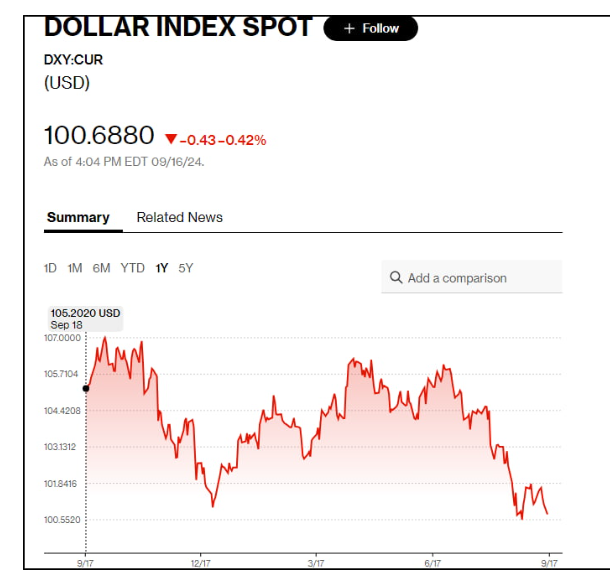 DOLLAR INDEX SPOT + Follow
DXY:CUR
(USD)
100.6880 ▼ -0.43 -0.42%
As of 4:04 PM EDT 09/16/24.
Summary Related News
1D 1M 6M YTD 1Y 5Y
Add a comparison
105.2020 USD
Sep 18
107.0000
105.7104
104.4208
103.1312
101.8416
100.5520
9/17 12/17 3/17 6/17 9/17